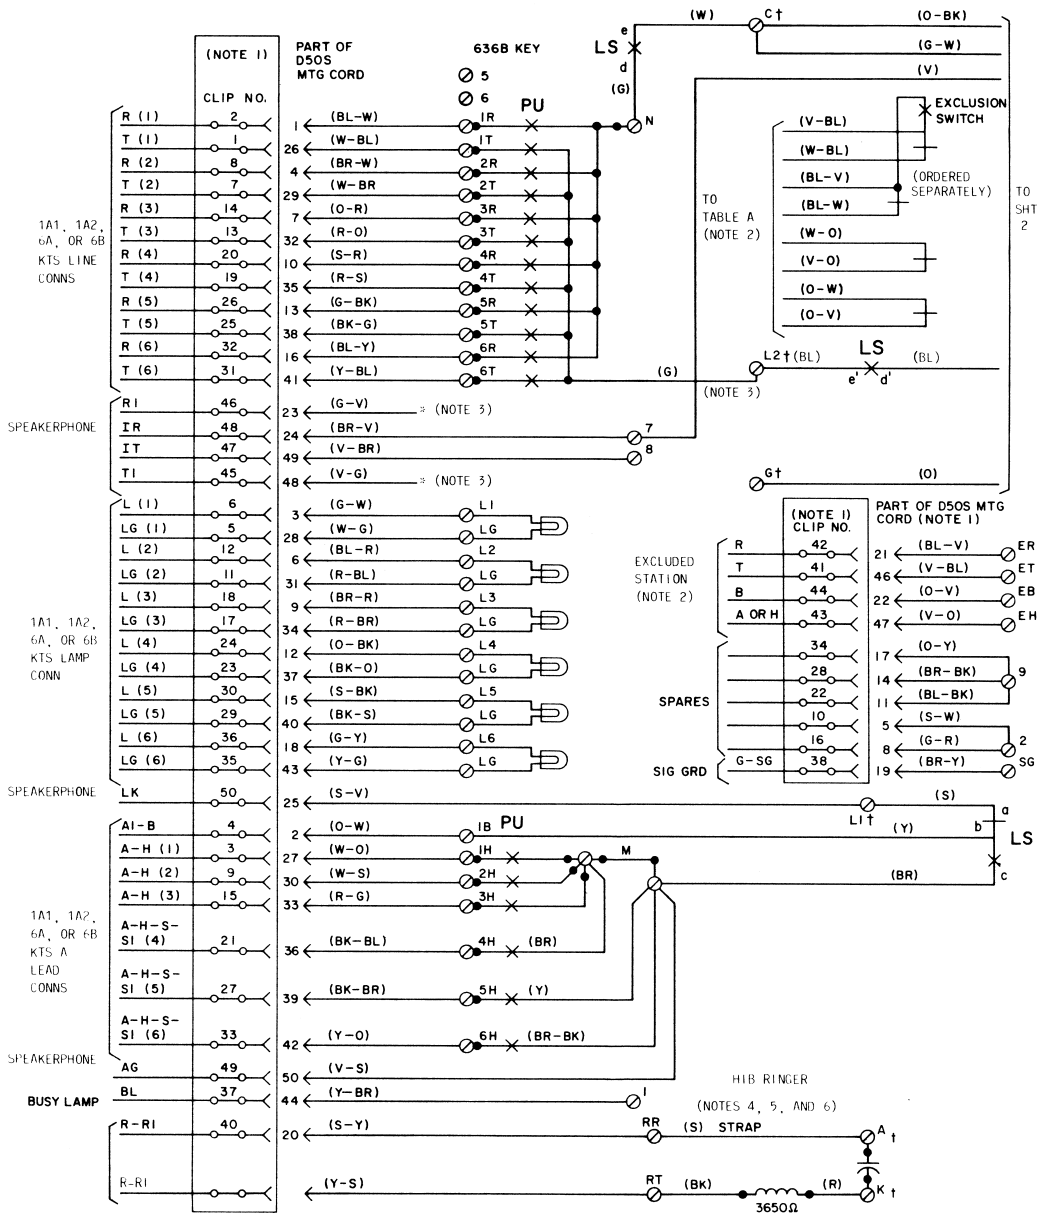 (NOTE 1)
CLIP NO.
PART OF
D50S
MTG CORD
636B KEY
5
6
PU
R (1) 2 1 (BL-W) 1R
T (1) 1 26 (W-BL) 1T
R (2) 8 4 (BR-W) 2R
T (2) 7 29 (W-BR 2T
R (3) 14 7 (O-R) 3R
T (3) 13 32 (R-O) 3T
R (4) 20 10 (S-R) 4R
T (4) 19 35 (R-S) 4T
R (5) 26 13 (G-BK) 5R
T (5) 25 38 (BK-G) 5T
R (6) 32 16 (BL-Y) 6R
T (6) 31 41 (Y-BL) 6T
1A1, 1A2,
6A, OR 6B
KTS LINE
CONNS
(W)
e
LS
d
(G)
N
C †
(O-BK)
(G-W)
(V)
EXCLUSION
SWITCH
(V-BL)
(W-BL)
(BL-V)
(BL-W)
(W-O)
(V-O)
(O-W)
(O-V)
(ORDERED
SEPARATELY)
TO
TABLE A
(NOTE 2)
TO
SHT
2
(G)
L2† (BL)
LS
e' d'
(BL)
(NOTE 3)
SPEAKERPHONE
R1 46 23 (G-V) * (NOTE 3)
1R 48 24 (BR-V) 7
1T 47 49 (V-BR) 8
T1 45 48 (V-G) * (NOTE 3)
G†
(O)
L (1) 6 3 (G-W) L1
LG (1) 5 28 (W-G) LG
L (2) 12 6 (BL-R) L2
LG (2) 11 31 (R-BL) LG
L (3) 18 9 (BR-R) L3
LG (3) 17 34 (R-BR) LG
L (4) 24 12 (O-BK) L4
LG (4) 23 37 (BK-O) LG
L (5) 30 15 (S-BK) L5
LG (5) 29 40 (BK-S) LG
L (6) 36 18 (G-Y) L6
LG (6) 35 43 (Y-G) LG
1A1, 1A2,
6A, OR 6B
KTS LAMP
CONN
(NOTE 1)
CLIP NO.
PART OF D50S MTG
CORD (NOTE 1)
EXCLUDED
STATION
(NOTE 2)
R 42 21 (BL-V) ER
T 41 46 (V-BL) ET
B 44 22 (O-V) EB
A OR H 43 47 (V-O) EH
SPARES
34 17 (O-Y)
28 14 (BR-BK) 9
22 11 (BL-BK)
10 5 (S-W)
16 8 (G-R) 2
SIG GRD G-SG 38 19 (BR-Y) SG
SPEAKERPHONE LK 50 25 (S-V)
L1†
(S)
a
b
LS
c
A1-B 4 2 (O-W) 1B PU (Y)
A-H (1) 3 27 (W-O) 1H M
A-H (2) 9 30 (W-S) 2H (BR)
A-H (3) 15 33 (R-G) 3H
A-H-S-
S1 (4) 21 36 (BK-BL) 4H (BR)
A-H-S-
S1 (5) 27 39 (BK-BR) 5H (Y)
A-H-S-
S1 (6) 33 42 (Y-O) 6H (BR-BK)
1A1, 1A2,
6A, OR 6B
KTS A
LEAD
CONNS
SPEAKERPHONE
AG 49 50 (V-S)
BUSY LAMP BL 37 44 (Y-BR) 1
H1B RINGER
(NOTES 4, 5, AND 6)
R-R1 40 20 (S-Y) RR (S) STRAP A †
R-R1 (Y-S) RT (BK) (R) K †
3650Ω